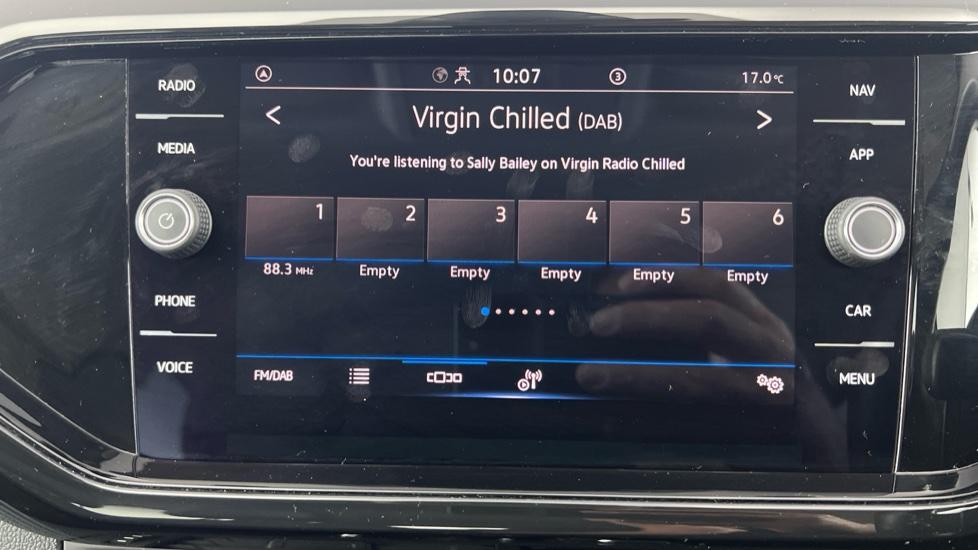 RADIO
MEDIA
PHONE
VOICE
10:07
3
17.0°C
< Virgin Chilled (DAB) >
You're listening to Sally Bailey on Virgin Radio Chilled
1 2 3 4 5 6
88.3 MHz Empty Empty Empty Empty Empty
FM/DAB
NAV
APP
CAR
MENU